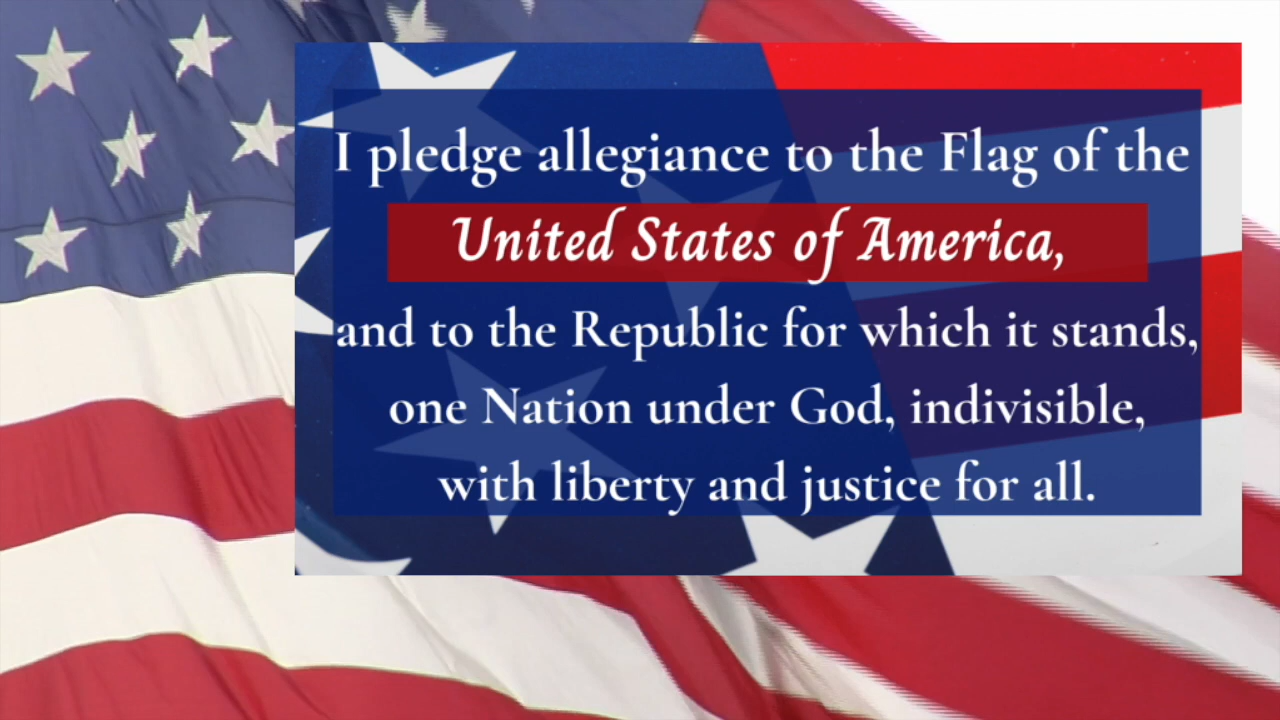 I pledge allegiance to the Flag of the
United States of America,
and to the Republic for which it stands,
one Nation under God, indivisible,
with liberty and justice for all.